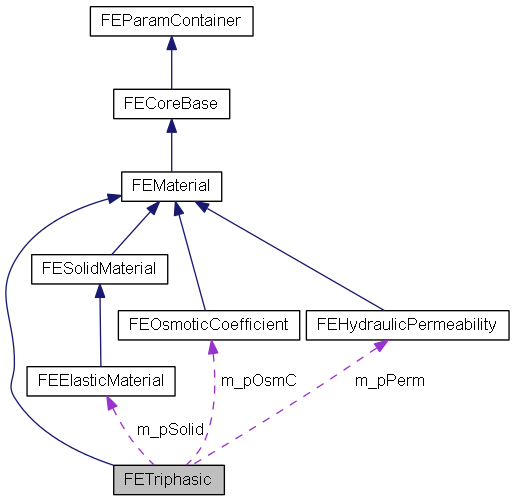 FEParamContainer
FECoreBase
FEMaterial
FESolidMaterial
FEOsmoticCoefficient
FEHydraulicPermeability
FEElasticMaterial
m_pOsmC
m_pPerm
m_pSolid
FETriphasic